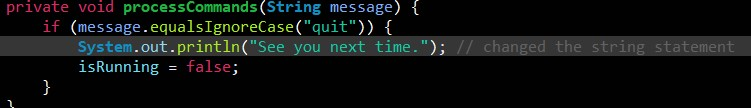 private void processCommands(String message) {
    if (message.equalsIgnoreCase("quit")) {
        System.out.println("See you next time."); // changed the string statement
        isRunning = false;
    }
}